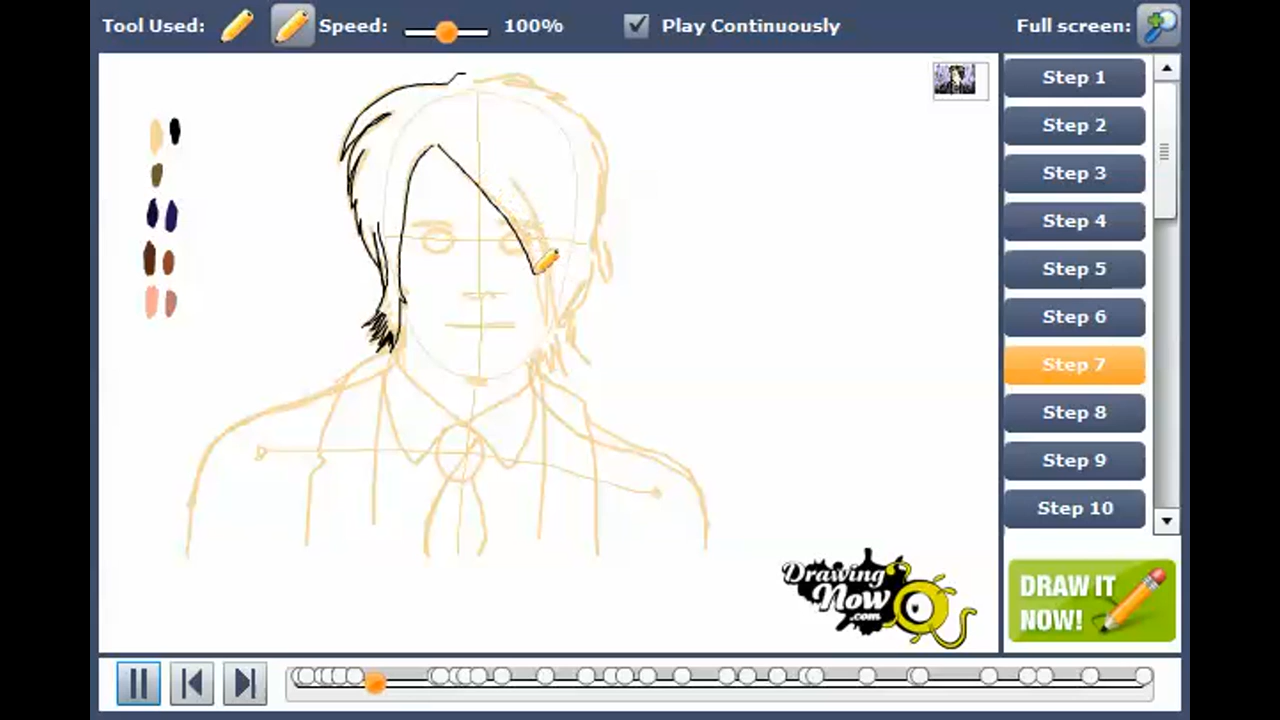 Tool Used:
Speed:
100%
Play Continuously
Full screen:
Step 1
Step 2
Step 3
Step 4
Step 5
Step 6
Step 7
Step 8
Step 9
Step 10
Drawing
Now
.com
DRAW IT
NOW!